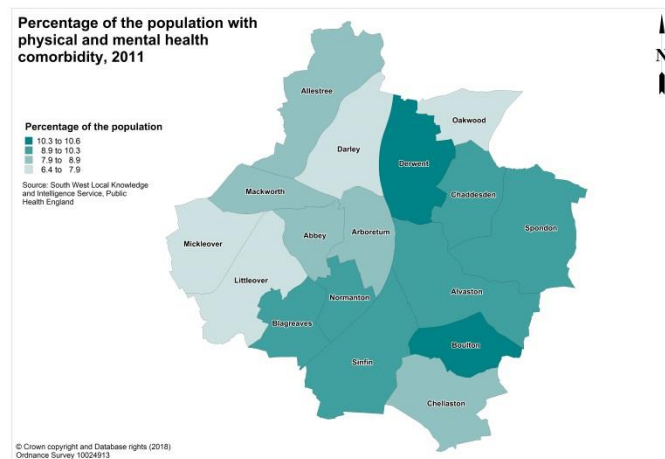 Percentage of the population with
physical and mental health
comorbidity, 2011
N
Percentage of the population
10.3 to 10.6
8.9 to 10.3
7.9 to 8.9
6.4 to 7.9
Source: South West Local Knowledge
and Intelligence Service, Public
Health England
Allestree
Oakwood
Darley
Derwent
Chaddesden
Mackworth
Spondon
Abbey
Arboretum
Mickleover
Littleover
Alvaston
Normanton
Blagreaves
Boulton
Sinfin
Chellaston
© Crown copyright and Database rights (2018)
Ordnance Survey 10024913